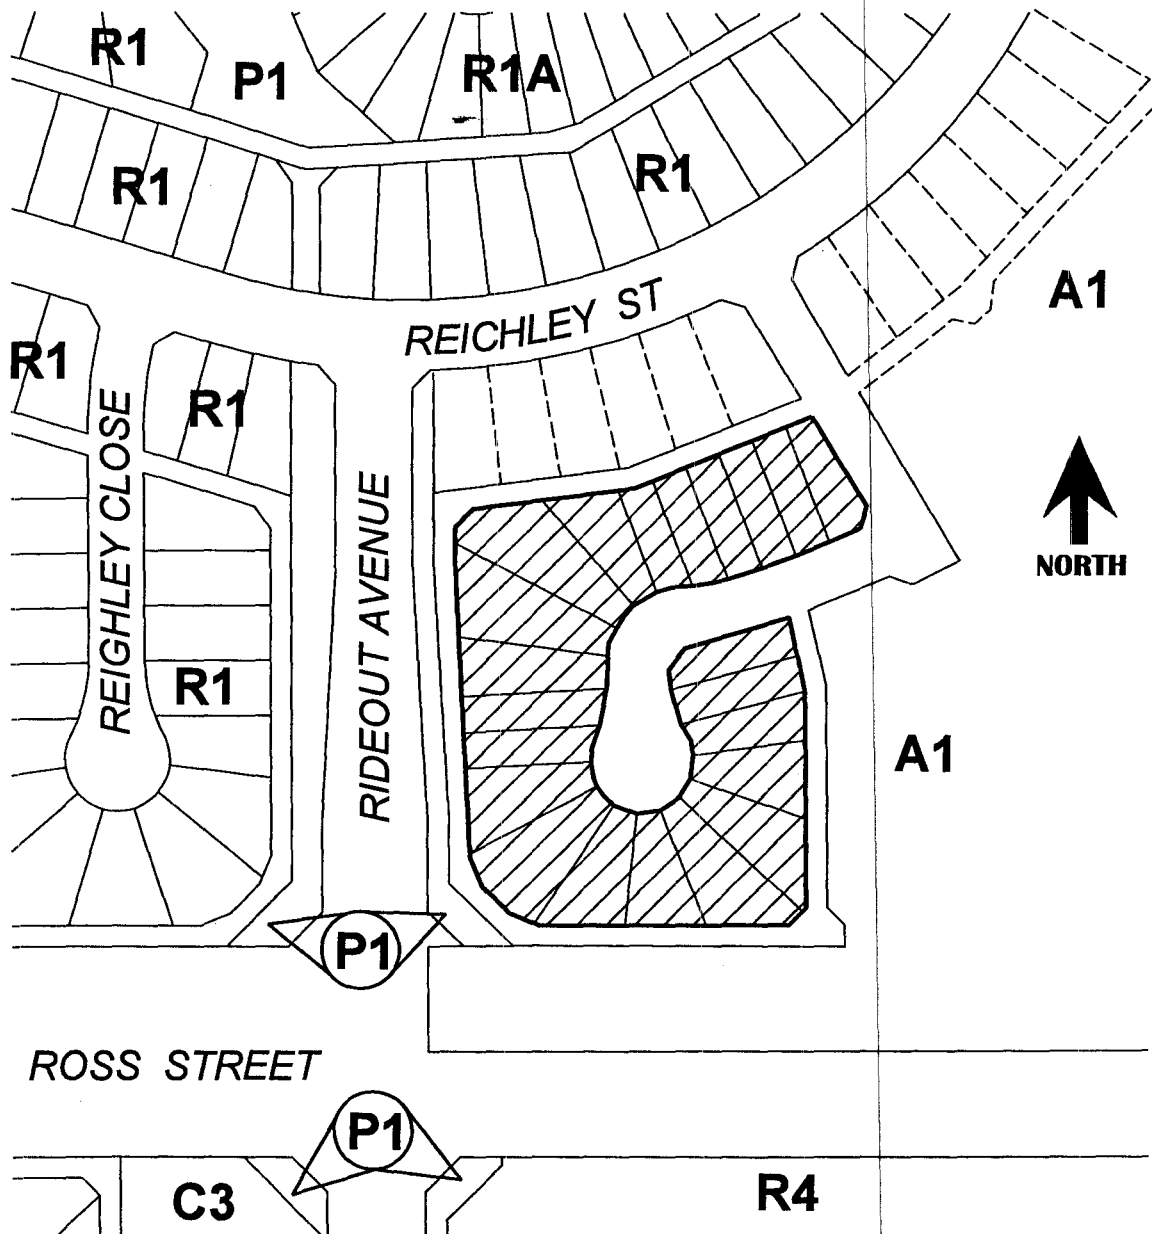 R1
P1
R1A
R1
R1
A1
REICHLEY ST
R1
R1
REIGHLEY CLOSE
RIDEOUT AVENUE
NORTH
R1
A1
P1
ROSS STREET
P1
C3
R4